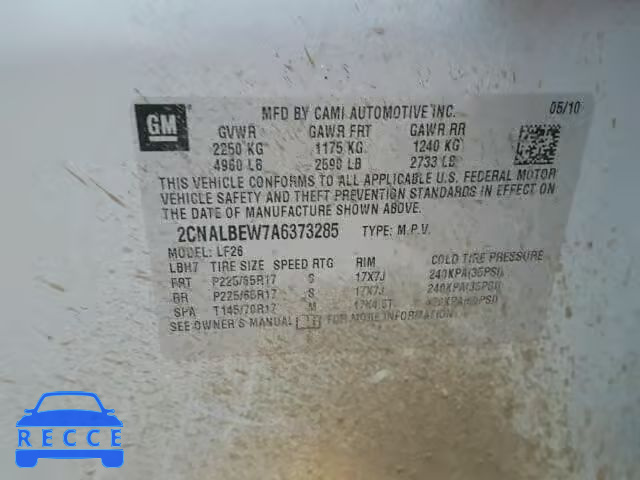 GM
MFD BY CAMI AUTOMOTIVE INC. 05/10
GVWR GAWR FRT GAWR RR
2250 KG 1175 KG 1240 KG
4960 LB 2590 LB 2733 LB
THIS VEHICLE CONFORMS TO ALL APPLICABLE U.S. FEDERAL MOTOR
VEHICLE SAFETY AND THEFT PREVENTION STANDARDS IN EFFECT ON
THE DATE OF MANUFACTURE SHOWN ABOVE.
2CNALBEW7A6373285 TYPE: M.P.V.
MODEL: LF26
LBH7 TIRE SIZE SPEED RTG RIM COLD TIRE PRESSURE
FRT P225/65R17 S 17X7J 240KPA(35PSI)
RR P225/65R17 S 17X7J 240KPA(35PSI)
SPA T145/70R17 M
SEE OWNER'S MANUAL FOR MORE INFORMATION.
RECCE